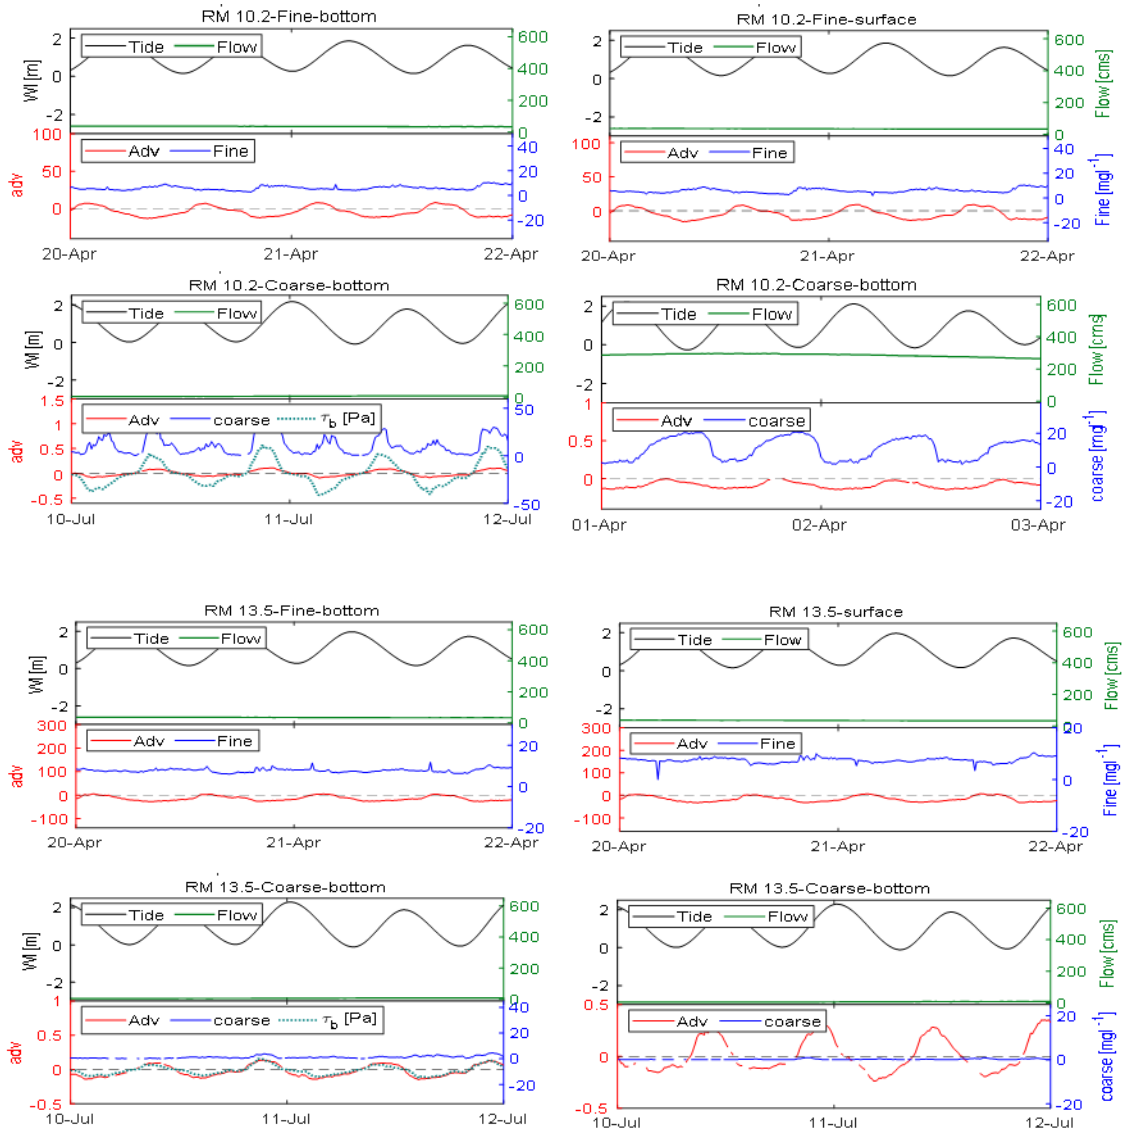 RM 10.2-Fine-bottom
Tide Flow
2
0
-2
Wl [m]
600
400
200
0
Adv Fine
100
50
0
adv
40
20
0
-20
20-Apr 21-Apr 22-Apr
RM 10.2-Fine-surface
Tide Flow
2
0
-2
600
400
200
0
Flow [cms]
Adv Fine
100
50
0
40
20
0
-20
Fine [mgl-1]
20-Apr 21-Apr 22-Apr
RM 10.2-Coarse-bottom
Tide Flow
2
0
-2
Wl [m]
600
400
200
0
Adv coarse τb [Pa]
1.5
1
0.5
0
-0.5
adv
50
0
-50
10-Jul 11-Jul 12-Jul
RM 10.2-Coarse-bottom
Tide Flow
2
0
-2
600
400
200
0
Flow [cms]
Adv coarse
1
0.5
0
20
0
-20
coarse [mg l-1]
01-Apr 02-Apr 03-Apr
RM 13.5-Fine-bottom
Tide Flow
2
0
-2
Wl [m]
600
400
200
0
Adv Fine
300
200
100
0
-100
adv
20
0
-20
20-Apr 21-Apr 22-Apr
RM 13.5-surface
Tide Flow
2
0
-2
600
400
200
0
Flow [cms]
Adv Fine
300
200
100
0
-100
20
0
-20
Fine [mgl-1]
20-Apr 21-Apr 22-Apr
RM 13.5-Coarse-bottom
Tide Flow
2
0
-2
Wl [m]
600
400
200
0
Adv coarse τb [Pa]
1
0.5
0
-0.5
adv
40
20
0
-20
10-Jul 11-Jul 12-Jul
RM 13.5-Coarse-bottom
Tide Flow
2
0
-2
600
400
200
0
Flow [cms]
Adv coarse
0.5
0
-0.5
20
0
-20
coarse [mg l-1]
10-Jul 11-Jul 12-Jul